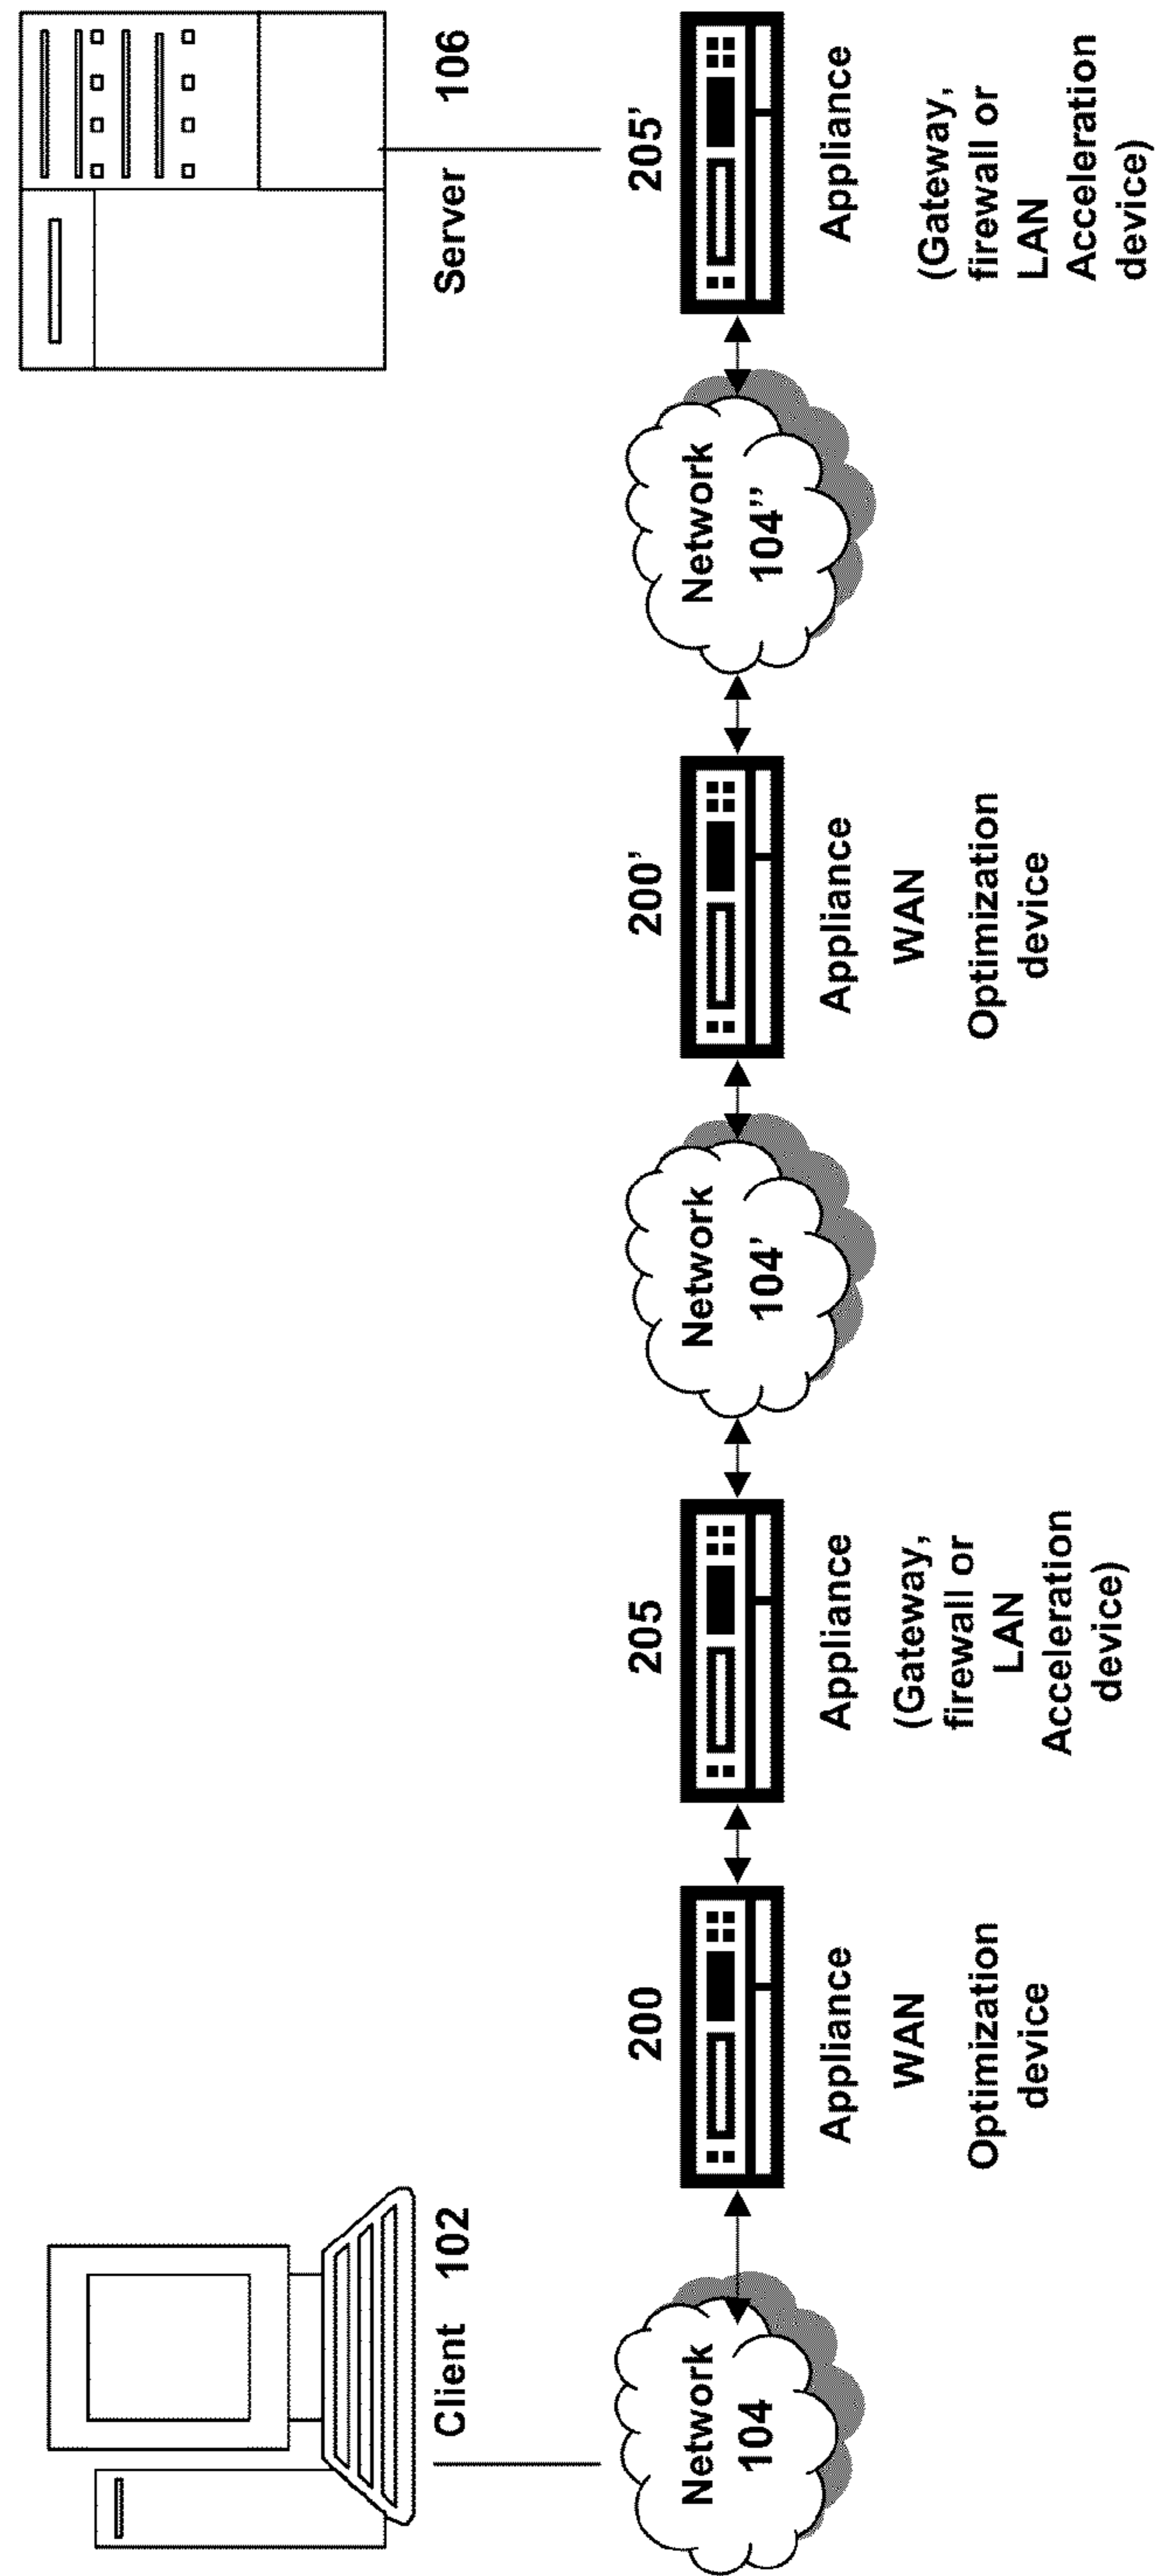 Client 102
Server 106
Network
104
200
Appliance
WAN
Optimization
device
205
Appliance
(Gateway,
firewall or
LAN
Acceleration
device)
Network
104'
200'
Appliance
WAN
Optimization
device
Network
104''
205'
Appliance
(Gateway,
firewall or
LAN
Acceleration
device)